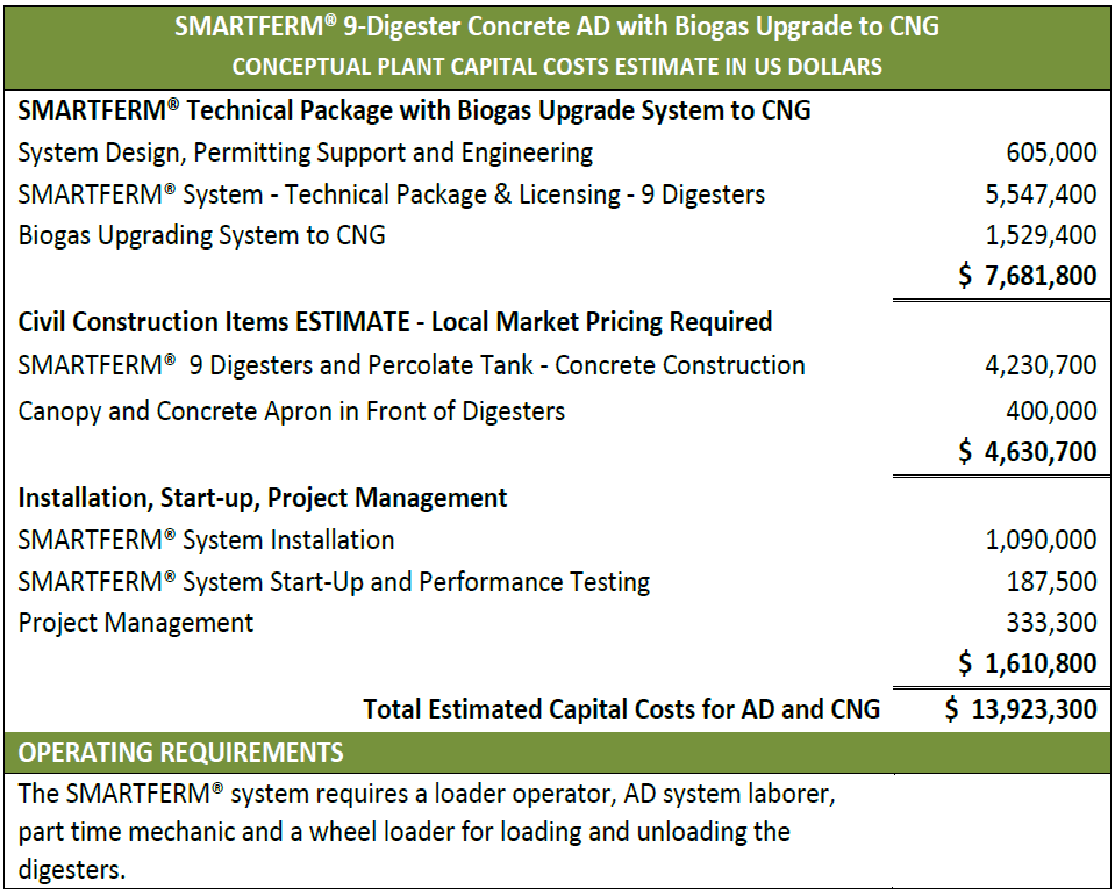 SMARTFERM® 9-Digester Concrete AD with Biogas Upgrade to CNG
CONCEPTUAL PLANT CAPITAL COSTS ESTIMATE IN US DOLLARS
SMARTFERM® Technical Package with Biogas Upgrade System to CNG
System Design, Permitting Support and Engineering 605,000
SMARTFERM® System - Technical Package & Licensing - 9 Digesters 5,547,400
Biogas Upgrading System to CNG 1,529,400
$ 7,681,800
Civil Construction Items ESTIMATE - Local Market Pricing Required
SMARTFERM® 9 Digesters and Percolate Tank - Concrete Construction 4,230,700
Canopy and Concrete Apron in Front of Digesters 400,000
$ 4,630,700
Installation, Start-up, Project Management
SMARTFERM® System Installation 1,090,000
SMARTFERM® System Start-Up and Performance Testing 187,500
Project Management 333,300
$ 1,610,800
Total Estimated Capital Costs for AD and CNG $ 13,923,300
OPERATING REQUIREMENTS
The SMARTFERM® system requires a loader operator, AD system laborer,
part time mechanic and a wheel loader for loading and unloading the
digesters.